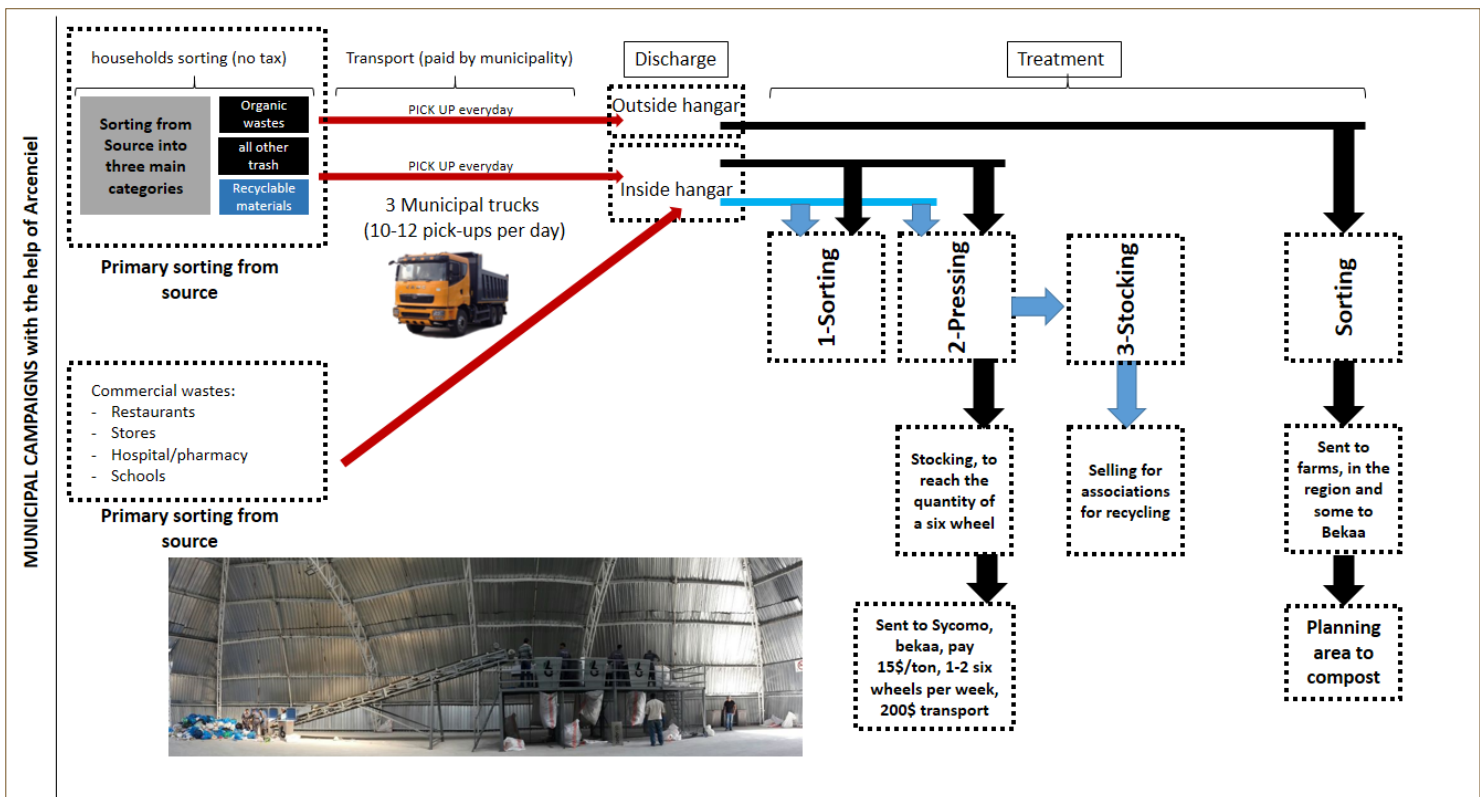 MUNICIPAL CAMPAIGNS with the help of Arcenciel
households sorting (no tax)
Transport (paid by municipality)
Discharge
Treatment
Sorting from
Source into
three main
categories
Organic
wastes
all other
trash
Recyclable
materials
PICK UP everyday
PICK UP everyday
Outside hangar
Inside hangar
3 Municipal trucks
(10-12 pick-ups per day)
Primary sorting from
source
1-Sorting
2-Pressing
3-Stocking
Sorting
Commercial wastes:
- Restaurants
- Stores
- Hospital/pharmacy
- Schools
Primary sorting from
source
Stocking, to
reach the
quantity of
a six wheel
Selling for
associations
for recycling
Sent to
farms, in the
region and
some to
Bekaa
Sent to Sycomo,
bekaa, pay
15$/ton, 1-2 six
wheels per week,
200$ transport
Planning
area to
compost